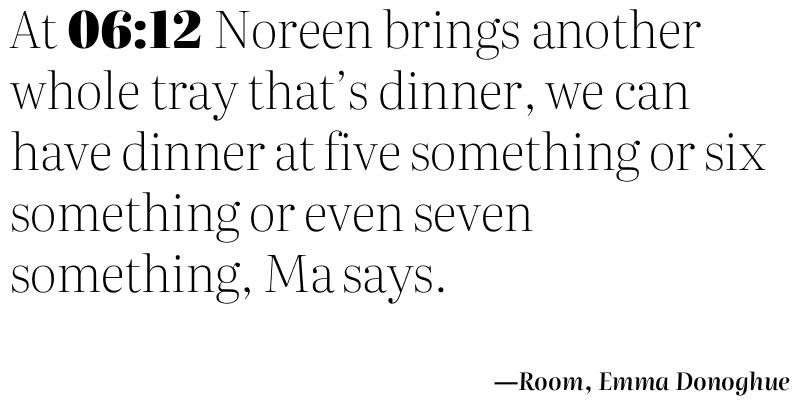 At 06:12 Noreen brings another
whole tray that’s dinner, we can
have dinner at five something or six
something or even seven
something, Ma says.
—Room, Emma Donoghue